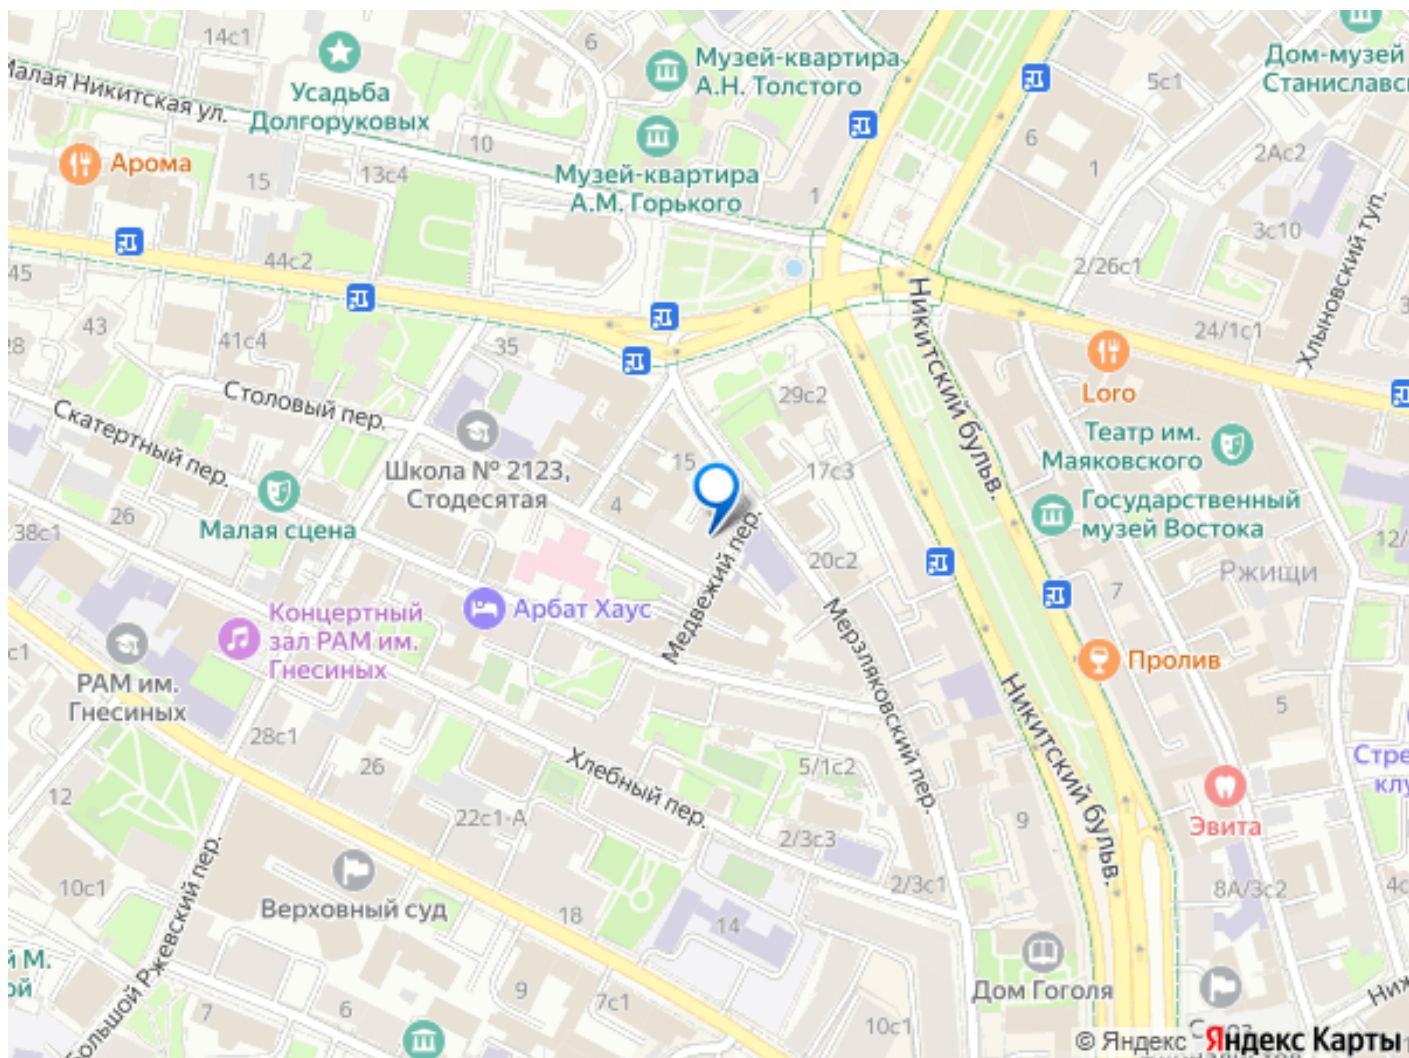 14с1
6
Музей-квартира
А.Н. Толстого
Дом-музей
Станиславск
5с1
Малая Никитская ул.
Усадьба
Долгоруковых
10
6
1
2Ас2
Арома
15
13с4
Музей-квартира
А.М. Горького
1
3с10
Хлыновский туп.
45
44с2
2/26с1
43
41с4
35
28
24/1с1
Никитский бульв.
Loro
Столовый пер.
Скатертный пер.
29с2
Театр им.
Маяковского
Школа № 2123,
Стодесятая
15
17с3
4
Малая сцена
26
38с1
Государственный
музей Востока
12/
Медвежий пер.
20с2
7
Ржищи
Концертный
зал РАМ им.
Гнесиных
Арбат Хаус
Мерзляковский пер.
с1
РАМ им.
Гнесиных
Пролив
Никитский бульв.
28с1
26
5/1с2
5
Стре
клу
Хлебный пер.
12
22с1-А
2/3с3
9
Эвита
10с1
Верховный суд
2/3с1
8А/3с2
4с
18
14
Большой Ржевский пер.
й М.
ой
7
6
9
7с1
Дом Гоголя
10с1
Ниж
© Яндекс Яндекс Карты